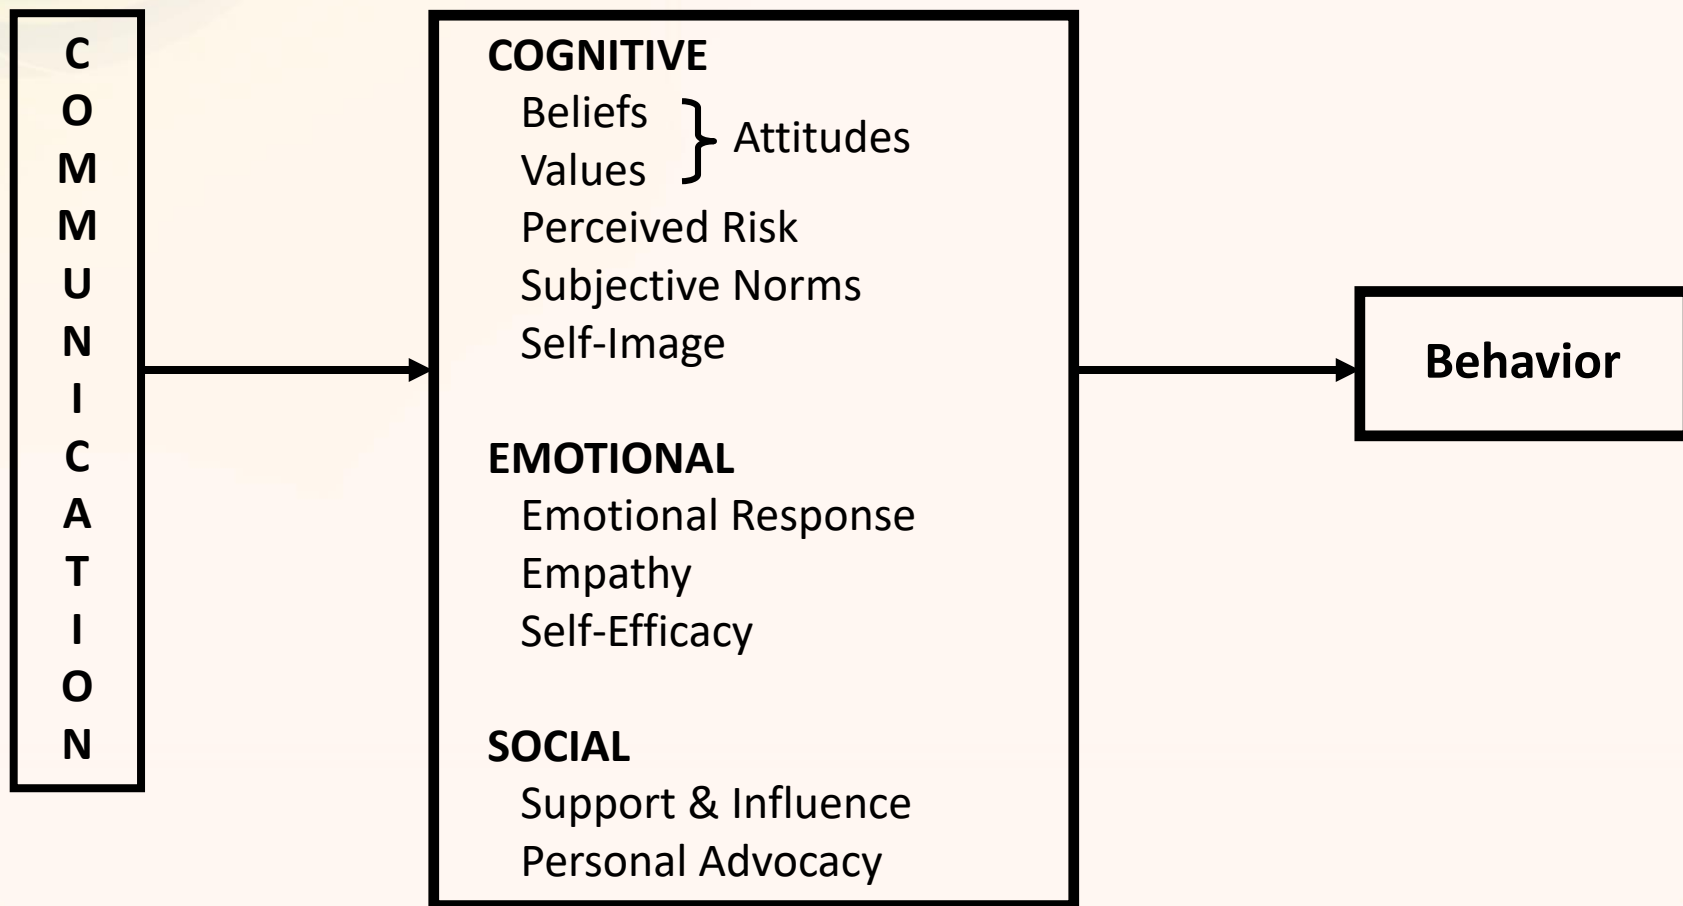 COMMUNICATION
COGNITIVE
Beliefs
Values
Attitudes
Perceived Risk
Subjective Norms
Self-Image
EMOTIONAL
Emotional Response
Empathy
Self-Efficacy
SOCIAL
Support & Influence
Personal Advocacy
Behavior